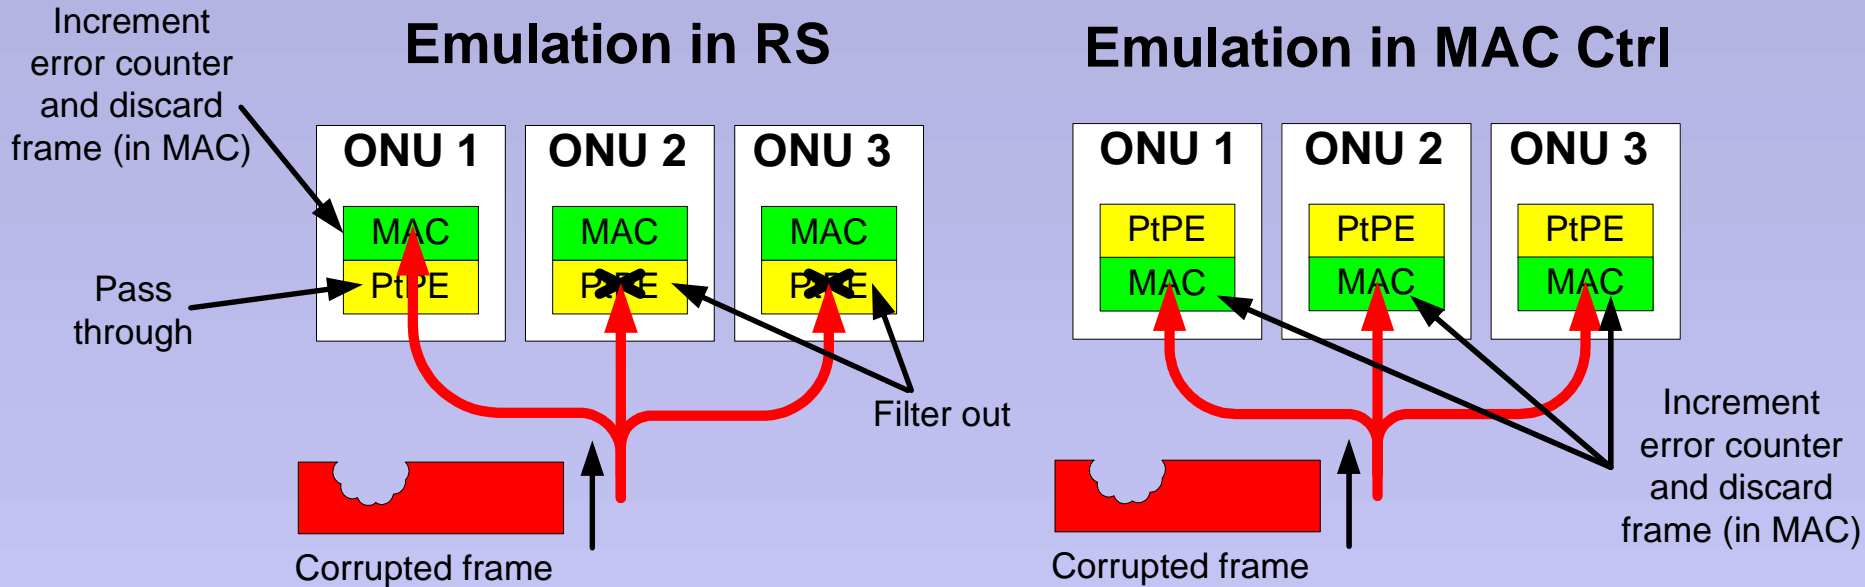 Increment
error counter
and discard
frame (in MAC)
Emulation in RS
ONU 1
ONU 2
ONU 3
MAC
MAC
MAC
PtPE
PtPE
PtPE
Pass
through
Filter out
Corrupted frame
Emulation in MAC Ctrl
ONU 1
ONU 2
ONU 3
PtPE
PtPE
PtPE
MAC
MAC
MAC
Increment
error counter
and discard
frame (in MAC)
Corrupted frame